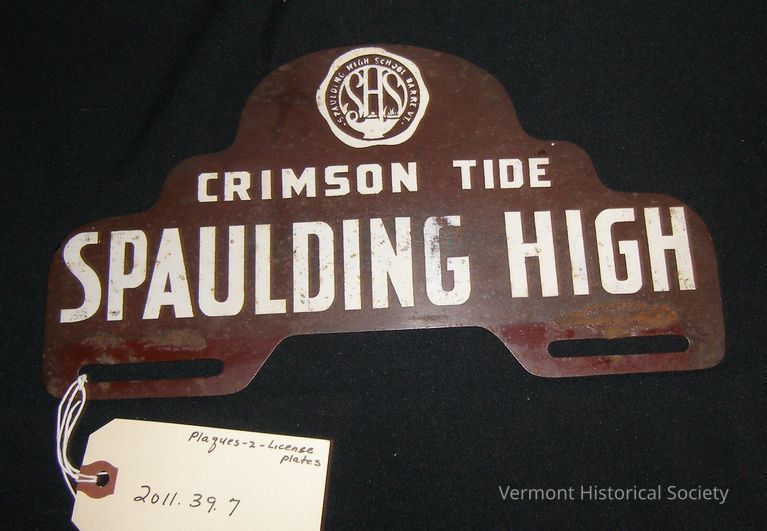 SPAULDING HIGH SCHOOL BARRE VT.
SHS
CRIMSON TIDE
SPAULDING HIGH
Plaques-2-License
Plates
2011.39.7
Vermont Historical Society